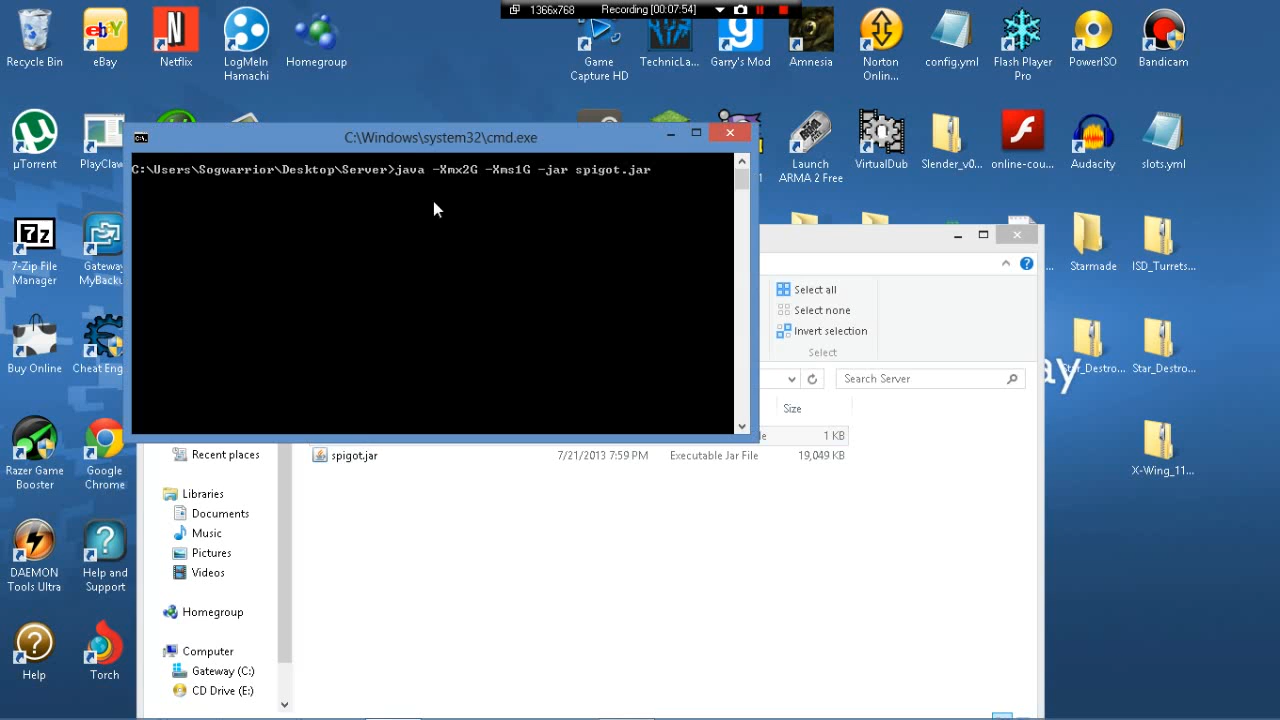 1366x768 Recording [00:07:54]
Recycle Bin
eBay
Netflix
LogMeIn
Hamachi
Homegroup
Game
Capture HD
TechnicLa...
Garry's Mod
Amnesia
Norton
Onlin...
config.yml
Flash Player
Pro
PowerISO
Bandicam
µTorrent
PlayClaw
Launch
ARMA 2 Free
VirtualDub
Slender_v0...
online-cou...
Audacity
slots.yml
C:\Windows\system32\cmd.exe
C:\Users\Sogwarrior\Desktop\Server>java -Xmx2G -Xms1G -jar spigot.jar
7-Zip File
Manager
Gateway
MyBacku
Starmade
ISD_Turrets...
Buy Online
Cheat Eng
Star_Destro...
Star_Destro...
Razer Game
Booster
Google
Chrome
X-Wing_11...
DAEMON
Tools Ultra
Help and
Support
Help
Torch
Select all
Select none
Invert selection
Select
Search Server
Size
1 KB
spigot.jar 7/21/2013 7:59 PM Executable Jar File 19,049 KB
Recent places
Libraries
Documents
Music
Pictures
Videos
Homegroup
Computer
Gateway (C:)
CD Drive (E:)